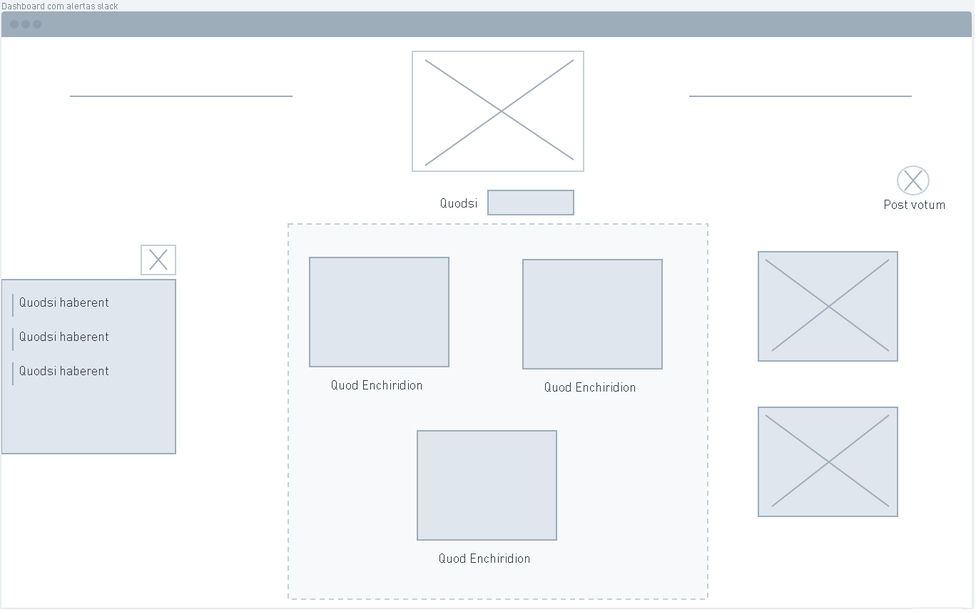 Dashboard com alertas slack
Quodsi
Post votum
Quodsi haberent
Quodsi haberent
Quodsi haberent
Quod Enchiridion
Quod Enchiridion
Quod Enchiridion